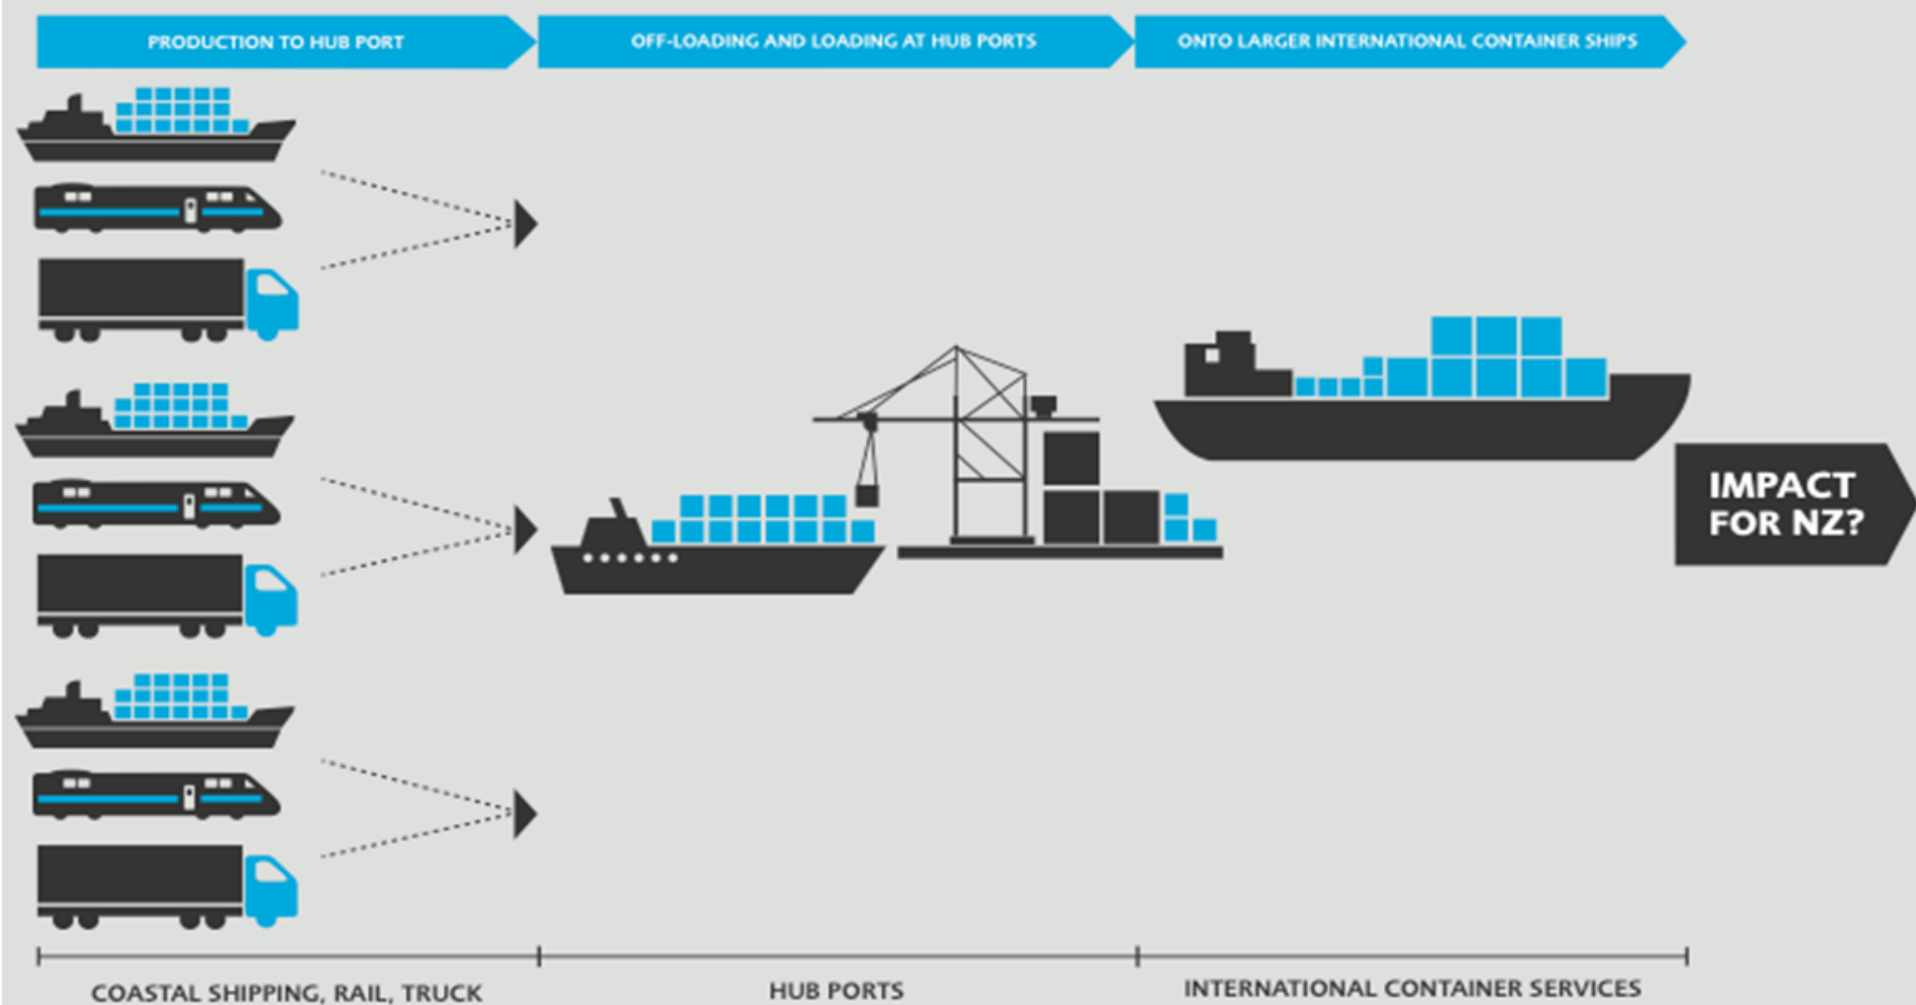 PRODUCTION TO HUB PORT
OFF-LOADING AND LOADING AT HUB PORTS
ONTO LARGER INTERNATIONAL CONTAINER SHIPS
IMPACT
FOR NZ?
COASTAL SHIPPING, RAIL, TRUCK
HUB PORTS
INTERNATIONAL CONTAINER SERVICES